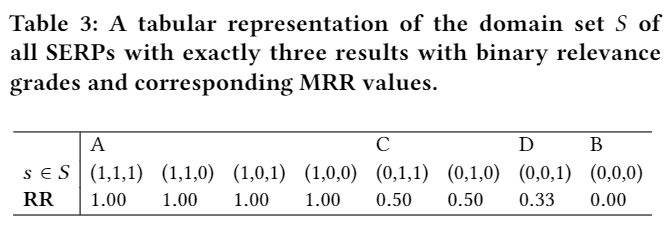 Table 3: A tabular representation of the domain set S of
all SERPs with exactly three results with binary relevance
grades and corresponding MRR values.
A C D B
s ∈ S (1,1,1) (1,1,0) (1,0,1) (1,0,0) (0,1,1) (0,1,0) (0,0,1) (0,0,0)
RR 1.00 1.00 1.00 1.00 0.50 0.50 0.33 0.00